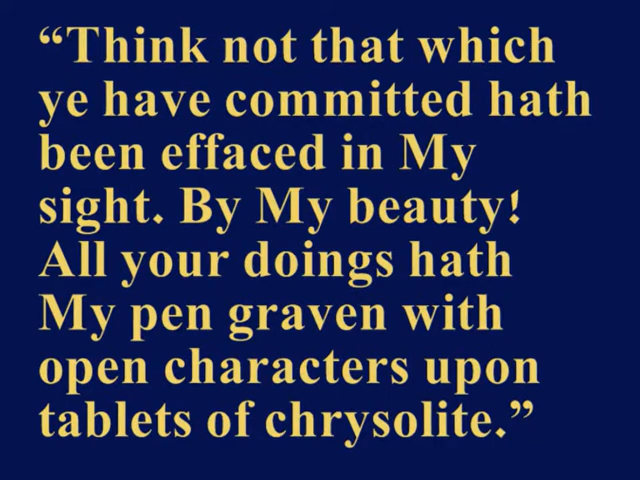 “Think not that which
ye have committed hath
been effaced in My
sight. By My beauty!
All your doings hath
My pen graven with
open characters upon
tablets of chrysolite.”